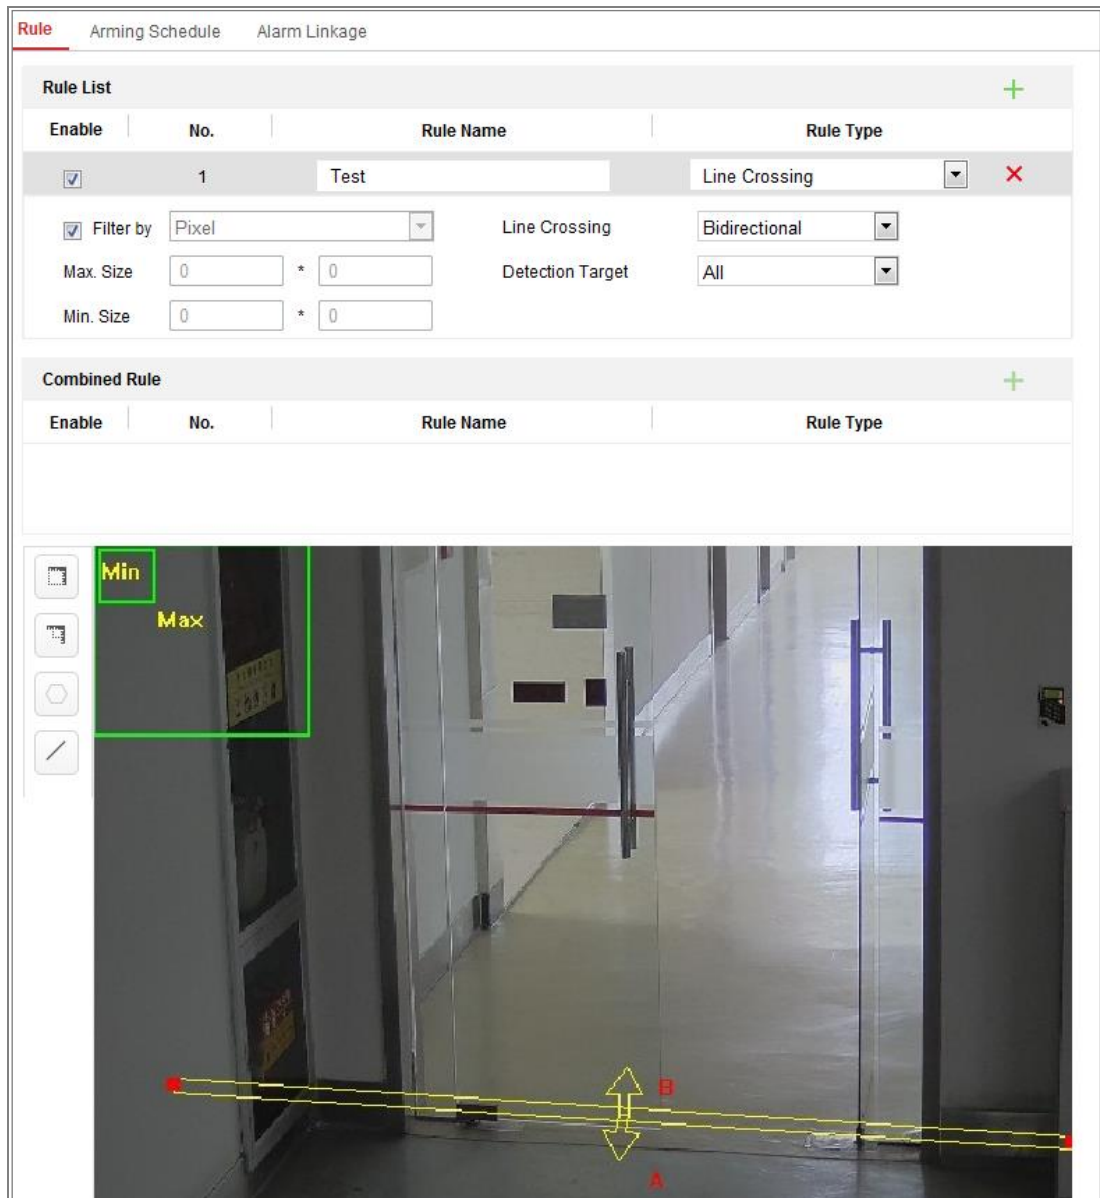 Rule Arming Schedule Alarm Linkage
Rule List
Enable No. Rule Name Rule Type
1 Test Line Crossing
Filter by Pixel Line Crossing Bidirectional
Max. Size 0 * 0 Detection Target All
Min. Size 0 * 0
Combined Rule
Enable No. Rule Name Rule Type
Min
Max
B
A